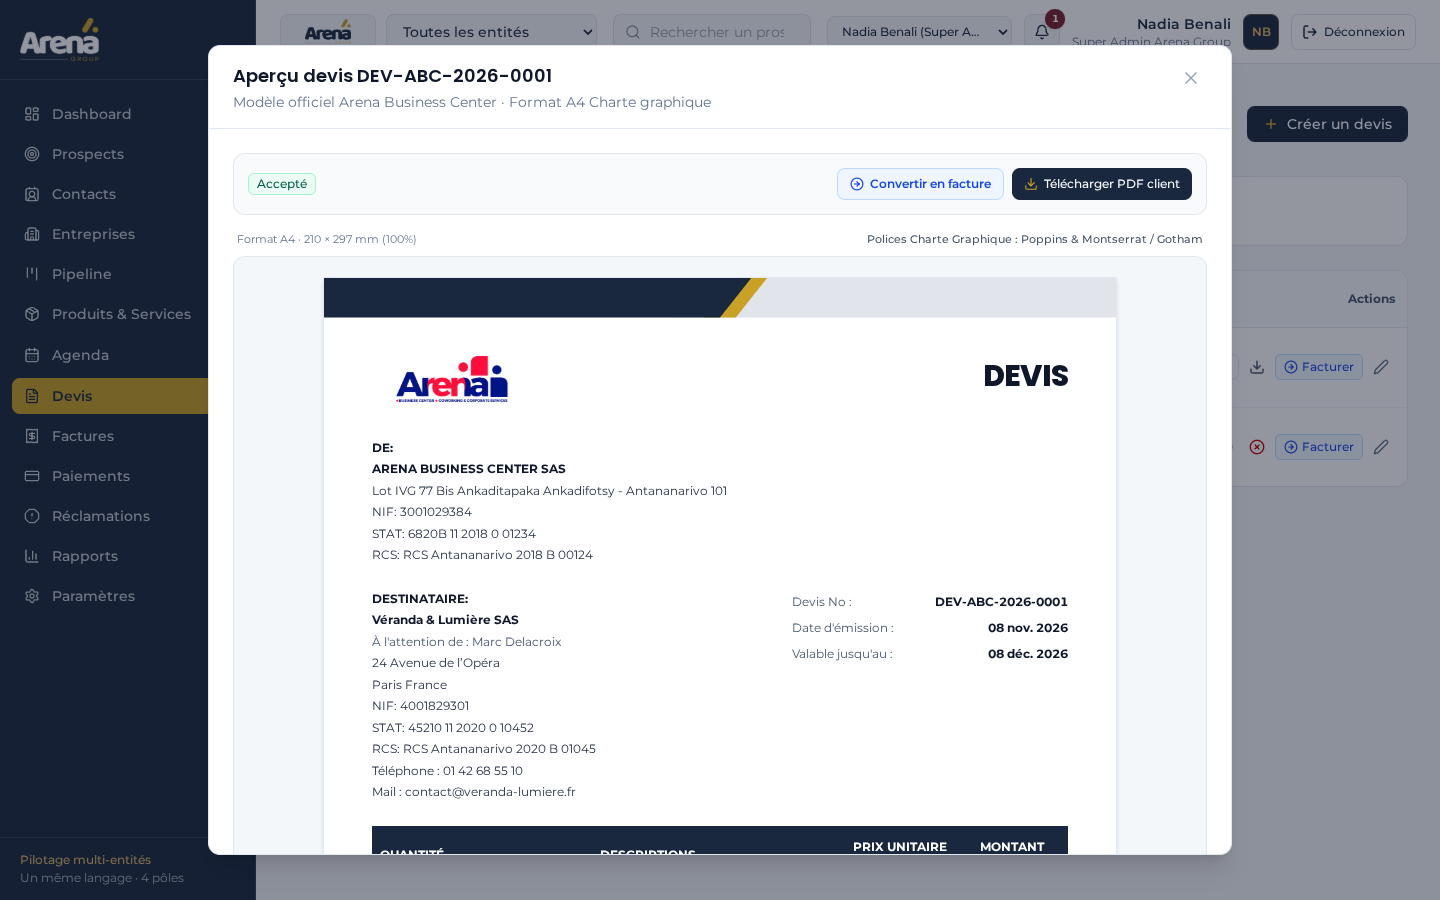 Arena
GROUP
Arena
Toutes les entités
Rechercher un pros
Nadia Benali (Super A...
1
Nadia Benali
Super Admin Arena Group
NB
Déconnexion
Dashboard
Prospects
Contacts
Entreprises
Pipeline
Produits & Services
Agenda
Devis
Factures
Paiements
Réclamations
Rapports
Paramètres
Pilotage multi-entités
Un même langage · 4 pôles
Créer un devis
Actions
Facturer
Facturer
Aperçu devis DEV-ABC-2026-0001
Modèle officiel Arena Business Center · Format A4 Charte graphique
Accepté
Convertir en facture
Télécharger PDF client
Format A4 · 210 × 297 mm (100%)
Polices Charte Graphique : Poppins & Montserrat / Gotham
Arena
BUSINESS CENTER • COWORKING & CORPORATE SERVICES
DEVIS
DE:
ARENA BUSINESS CENTER SAS
Lot IVG 77 Bis Ankaditapaka Ankadifotsy - Antananarivo 101
NIF: 3001029384
STAT: 6820B 11 2018 0 01234
RCS: RCS Antananarivo 2018 B 00124
DESTINATAIRE:
Véranda & Lumière SAS
À l'attention de : Marc Delacroix
24 Avenue de l’Opéra
Paris France
NIF: 4001829301
STAT: 45210 11 2020 0 10452
RCS: RCS Antananarivo 2020 B 01045
Téléphone : 01 42 68 55 10
Mail : contact@veranda-lumiere.fr
Devis No : DEV-ABC-2026-0001
Date d'émission : 08 nov. 2026
Valable jusqu'au : 08 déc. 2026
QUANTITÉ DESCRIPTIONS PRIX UNITAIRE MONTANT